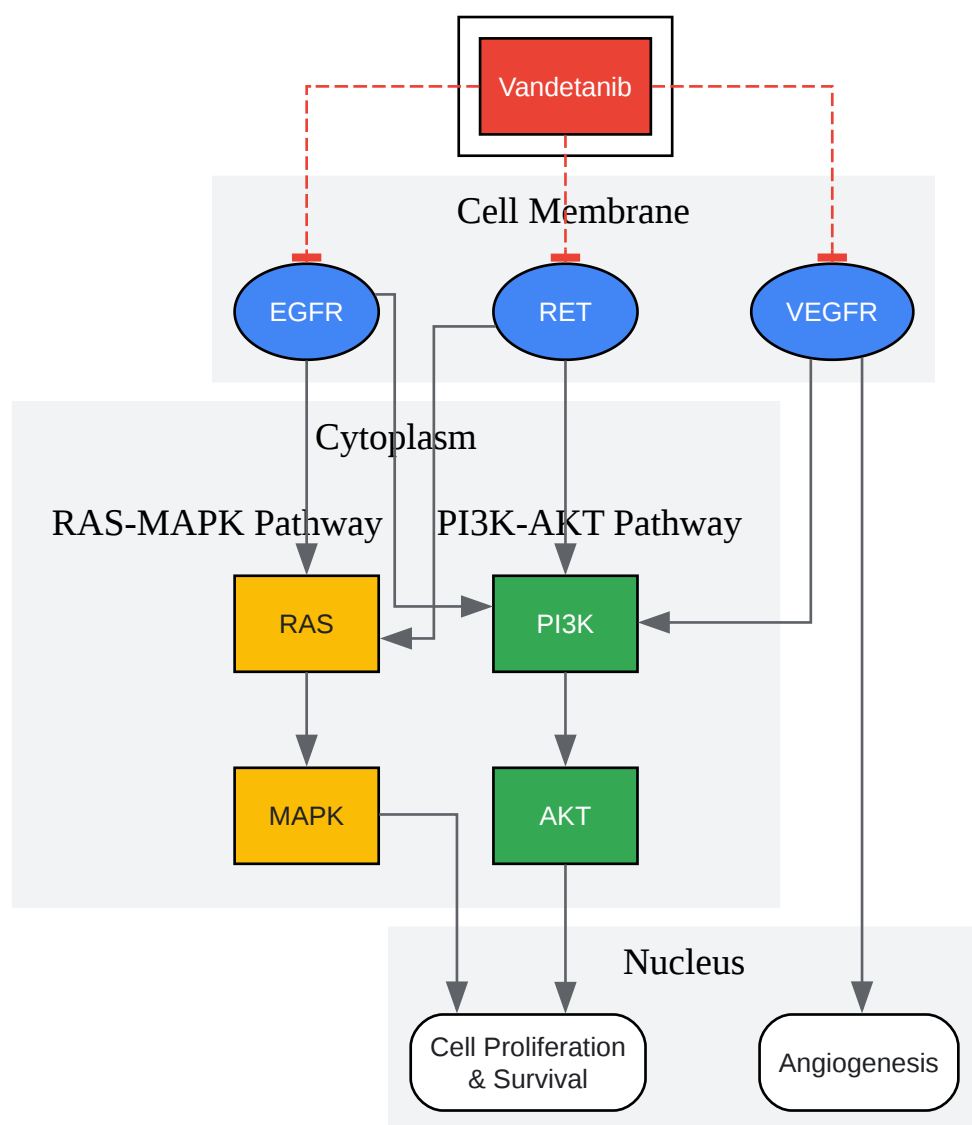 Vandetanib
Cell Membrane
EGFR
RET
VEGFR
Cytoplasm
RAS-MAPK Pathway
PI3K-AKT Pathway
RAS
PI3K
MAPK
AKT
Nucleus
Cell Proliferation
& Survival
Angiogenesis